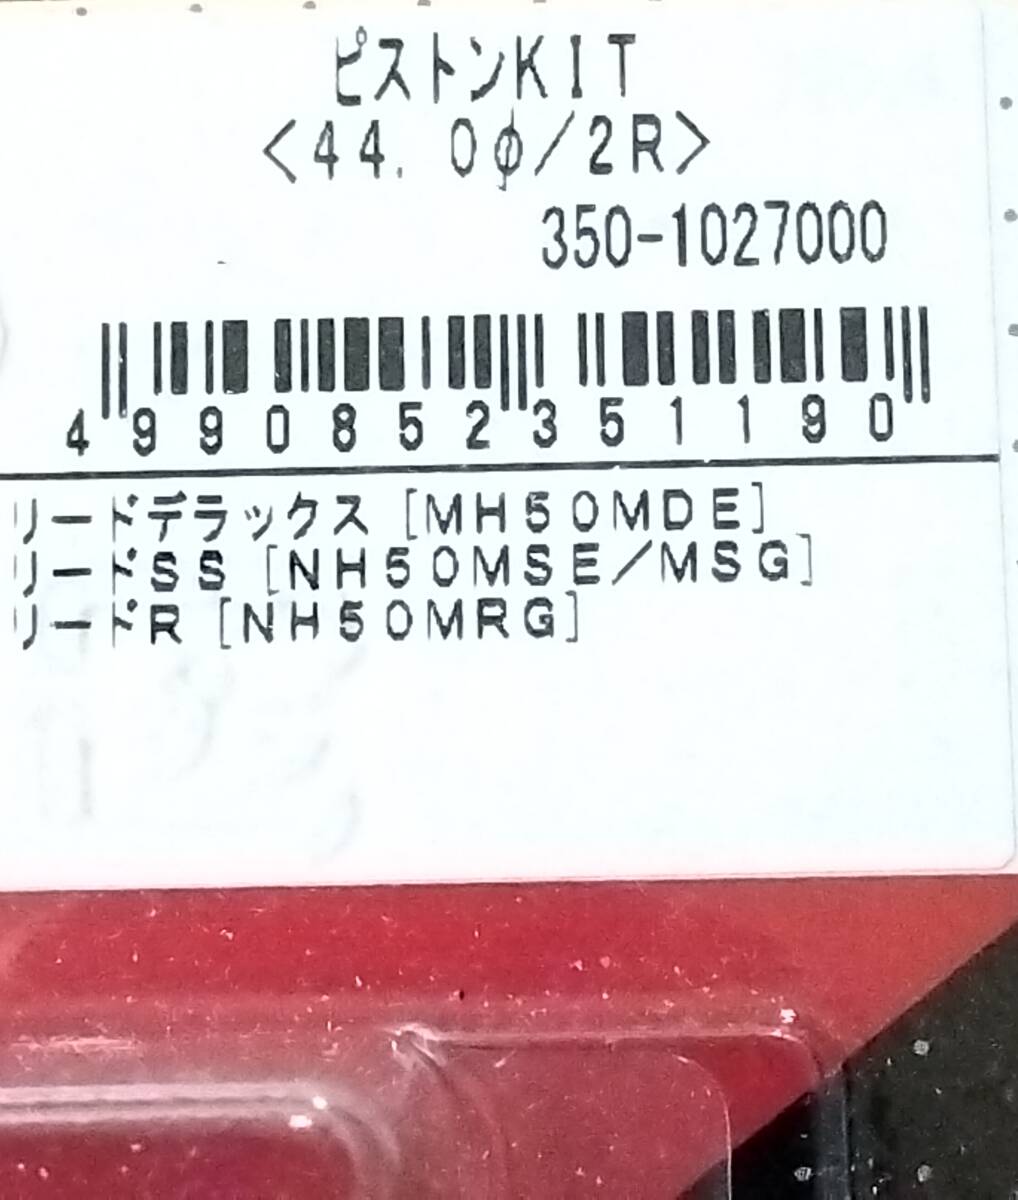 ピストンKIT
<44.0φ/2R>
350-1027000
4990852351190
リードデラックス [MH50MDE]
リードSS [NH50MSE/MSG]
リードR [NH50MRG]